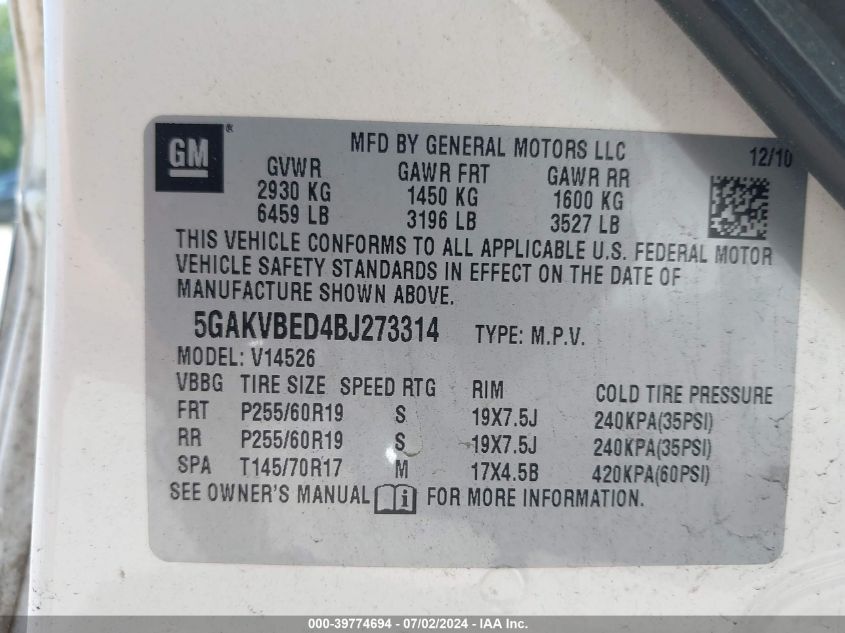 GM®
MFD BY GENERAL MOTORS LLC
12/10
GVWR GAWR FRT GAWR RR
2930 KG 1450 KG 1600 KG
6459 LB 3196 LB 3527 LB
THIS VEHICLE CONFORMS TO ALL APPLICABLE U.S. FEDERAL MOTOR
VEHICLE SAFETY STANDARDS IN EFFECT ON THE DATE OF
MANUFACTURE SHOWN ABOVE.
5GAKVBED4BJ273314 TYPE: M.P.V.
MODEL: V14526
VBBG TIRE SIZE SPEED RTG RIM COLD TIRE PRESSURE
FRT P255/60R19 S 19X7.5J 240KPA(35PSI)
RR P255/60R19 S 19X7.5J 240KPA(35PSI)
SPA T145/70R17 M 17X4.5B 420KPA(60PSI)
SEE OWNER'S MANUAL i FOR MORE INFORMATION.
000-39774694 - 07/02/2024 - IAA Inc.